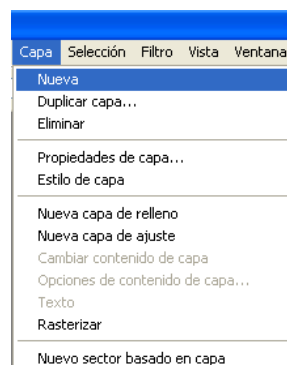 Capa Selección Filtro Vista Ventana
Nueva
Duplicar capa...
Eliminar
Propiedades de capa...
Estilo de capa
Nueva capa de relleno
Nueva capa de ajuste
Cambiar contenido de capa
Opciones de contenido de capa...
Texto
Rasterizar
Nuevo sector basado en capa